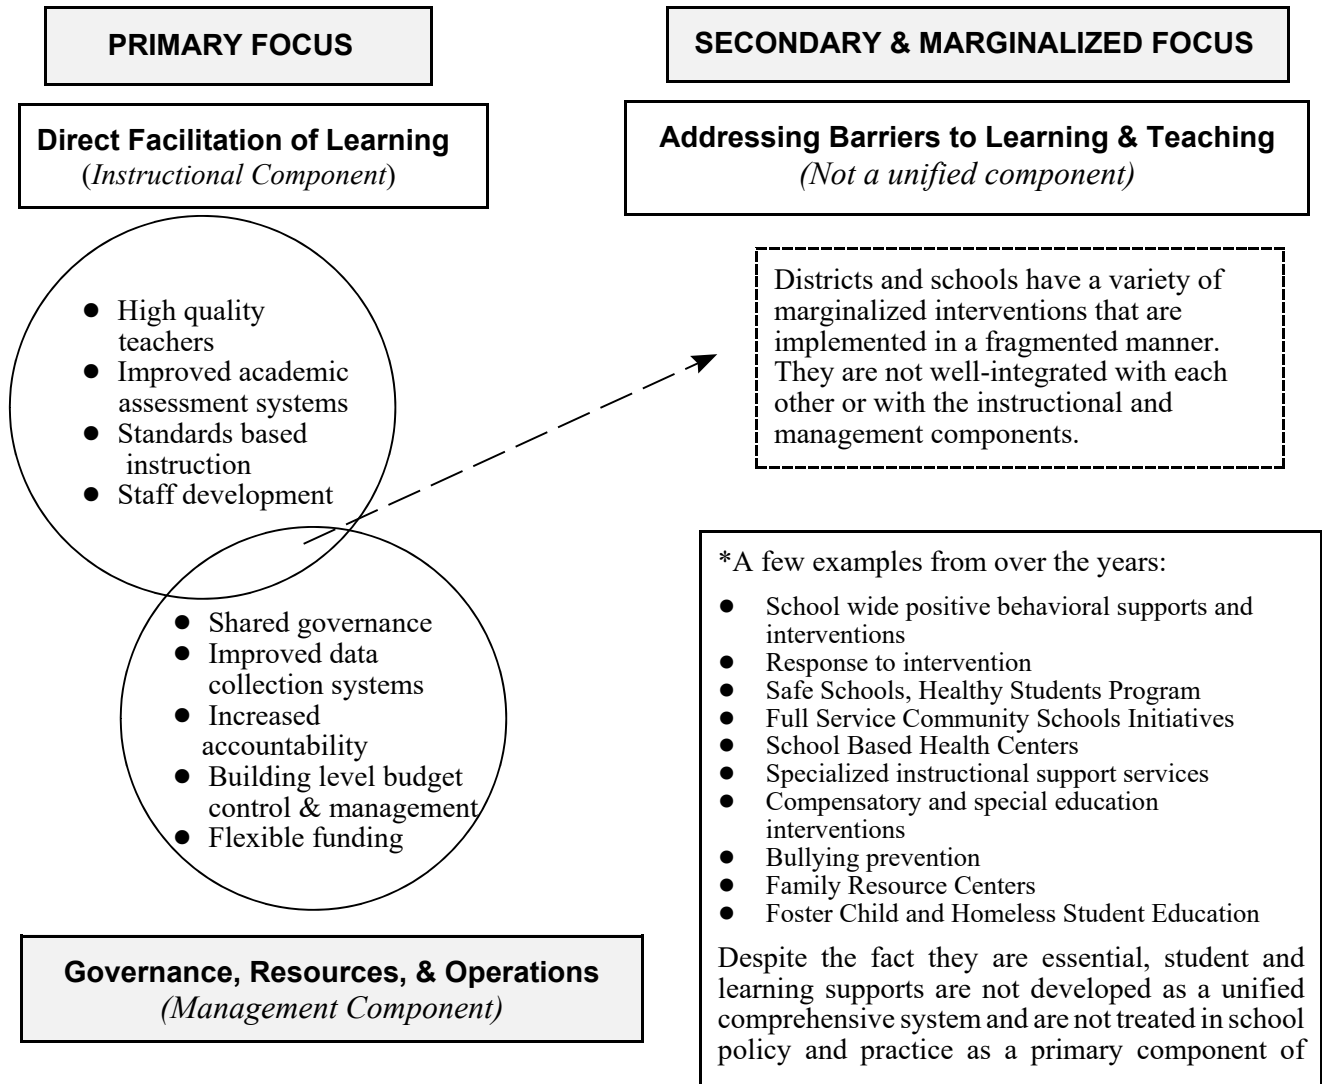 PRIMARY FOCUS
Direct Facilitation of Learning
(Instructional Component)
● High quality
teachers
● Improved academic
assessment systems
● Standards based
instruction
● Staff development
● Shared governance
● Improved data
collection systems
● Increased
accountability
● Building level budget
control & management
● Flexible funding
Governance, Resources, & Operations
(Management Component)
SECONDARY & MARGINALIZED FOCUS
Addressing Barriers to Learning & Teaching
(Not a unified component)
Districts and schools have a variety of
marginalized interventions that are
implemented in a fragmented manner.
They are not well-integrated with each
other or with the instructional and
management components.
*A few examples from over the years:
● School wide positive behavioral supports and
interventions
● Response to intervention
● Safe Schools, Healthy Students Program
● Full Service Community Schools Initiatives
● School Based Health Centers
● Specialized instructional support services
● Compensatory and special education
interventions
● Bullying prevention
● Family Resource Centers
● Foster Child and Homeless Student Education
Despite the fact they are essential, student and
learning supports are not developed as a unified
comprehensive system and are not treated in school
policy and practice as a primary component of